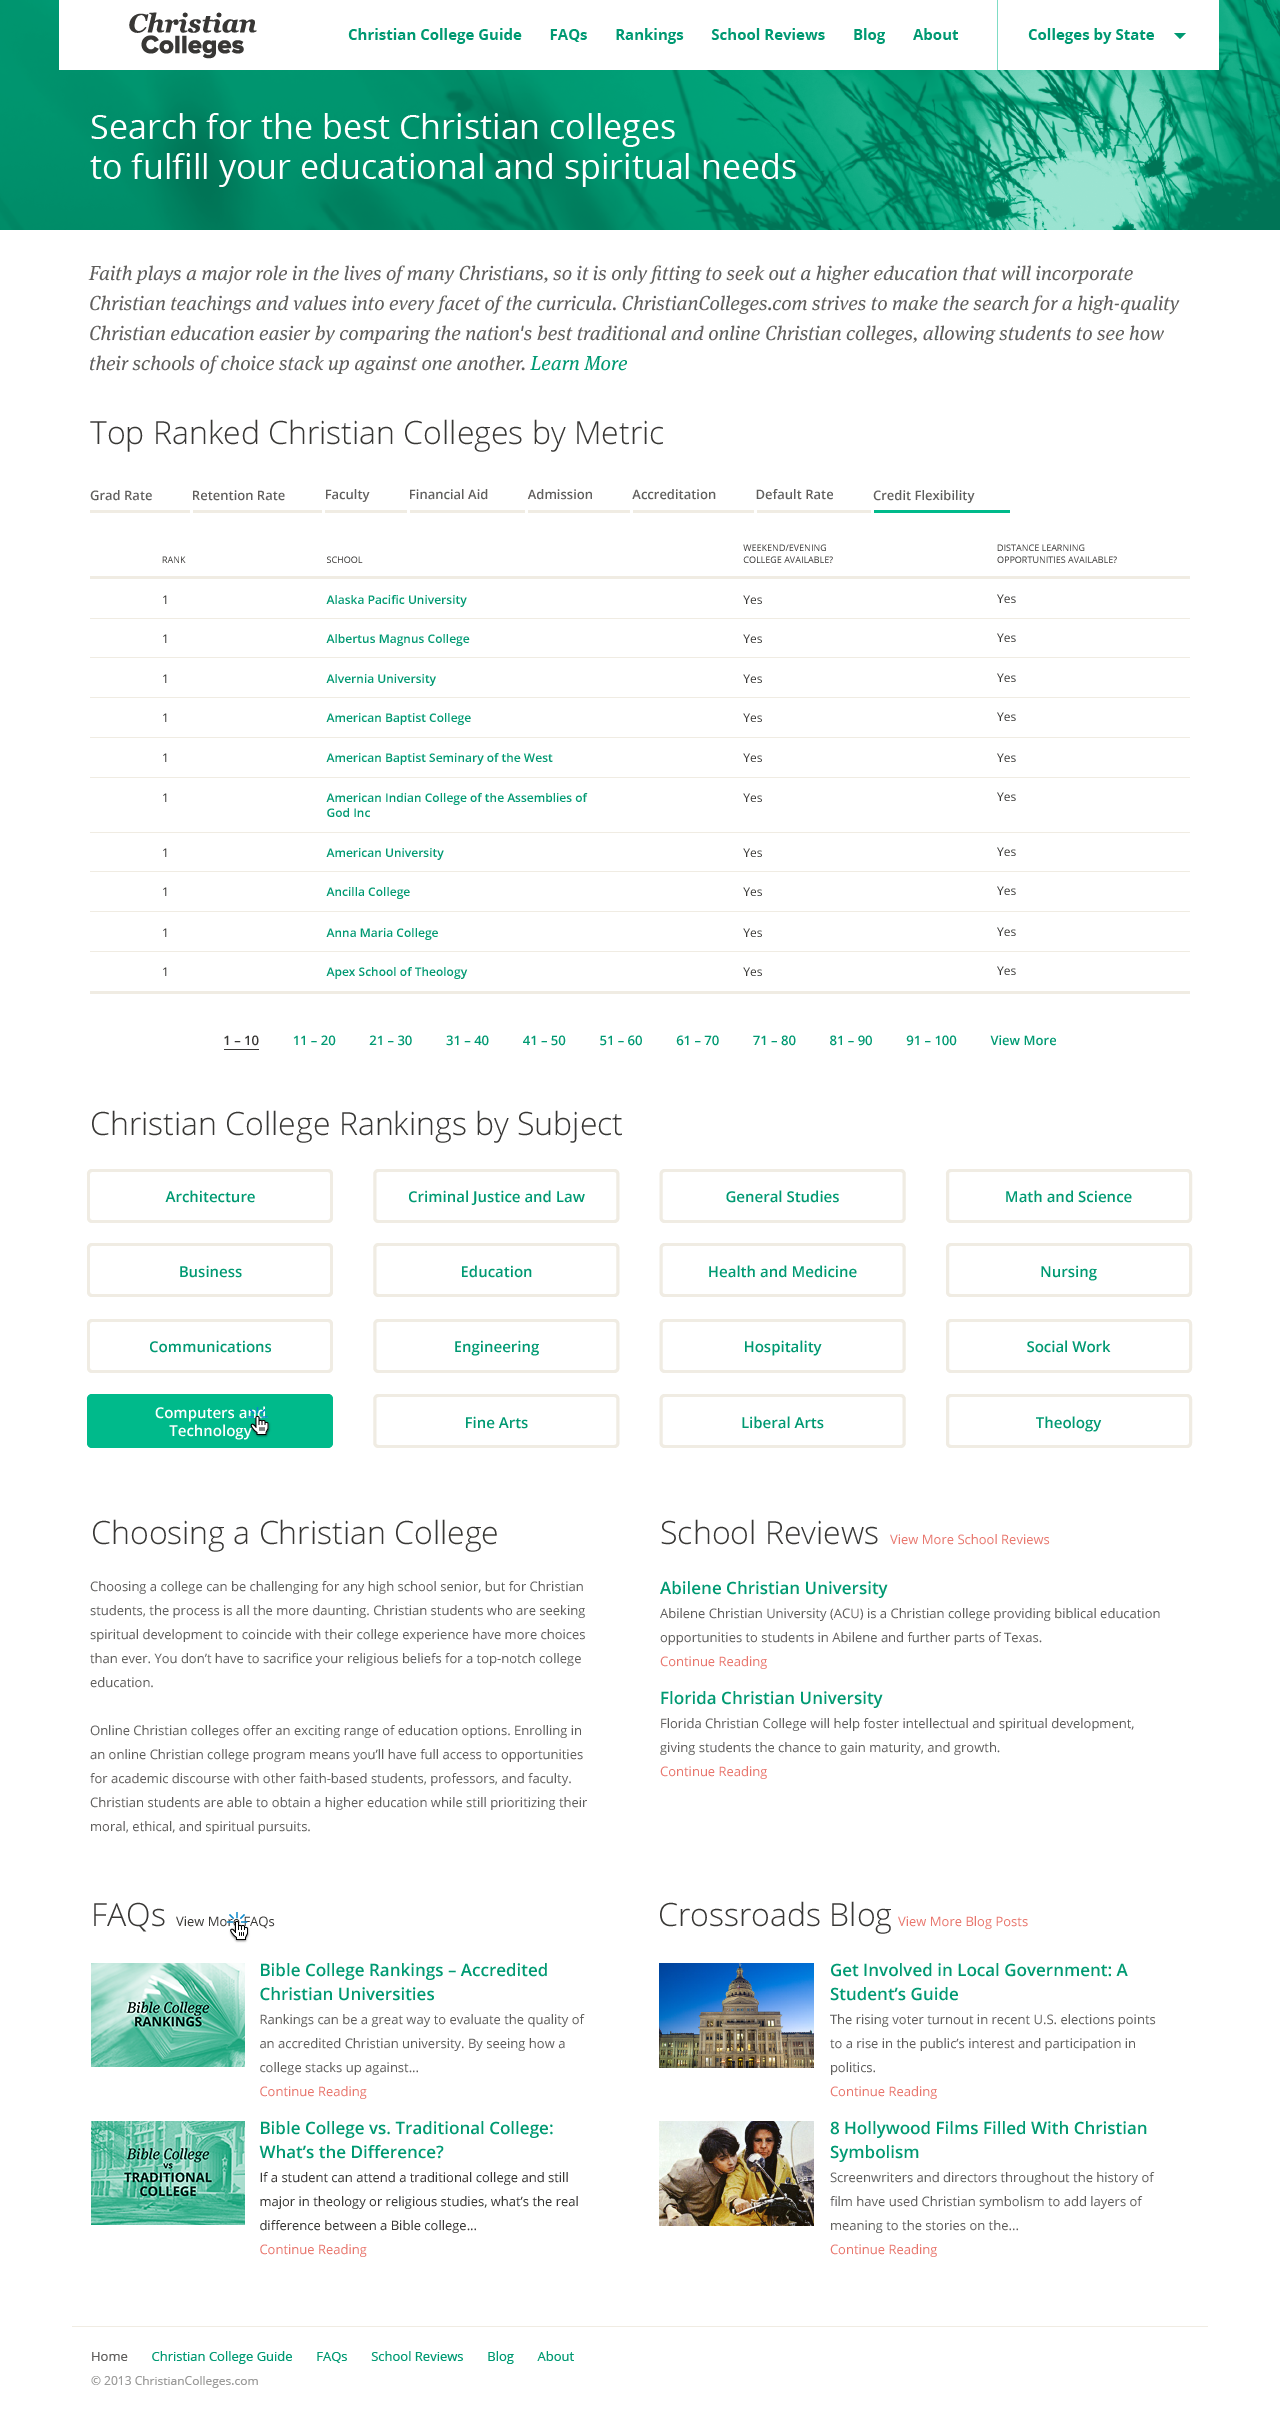 Christian
Colleges
Christian College Guide FAQs Rankings School Reviews Blog About Colleges by State
Search for the best Christian colleges
to fulfill your educational and spiritual needs
Faith plays a major role in the lives of many Christians, so it is only fitting to seek out a higher education that will incorporate
Christian teachings and values into every facet of the curricula. ChristianColleges.com strives to make the search for a high-quality
Christian education easier by comparing the nation's best traditional and online Christian colleges, allowing students to see how
their schools of choice stack up against one another. Learn More
Top Ranked Christian Colleges by Metric
Grad Rate Retention Rate Faculty Financial Aid Admission Accreditation Default Rate Credit Flexibility
WEEKEND/EVENING DISTANCE LEARNING
RANK SCHOOL COLLEGE AVAILABLE? OPPORTUNITIES AVAILABLE?
1 Alaska Pacific University Yes Yes
1 Albertus Magnus College Yes Yes
1 Alvernia University Yes Yes
1 American Baptist College Yes Yes
1 American Baptist Seminary of the West Yes Yes
1 American Indian College of the Assemblies of Yes Yes
God Inc
1 American University Yes Yes
1 Ancilla College Yes Yes
1 Anna Maria College Yes Yes
1 Apex School of Theology Yes Yes
1 – 10 11 – 20 21 – 30 31 – 40 41 – 50 51 – 60 61 – 70 71 – 80 81 – 90 91 – 100 View More
Christian College Rankings by Subject
Architecture Criminal Justice and Law General Studies Math and Science
Business Education Health and Medicine Nursing
Communications Engineering Hospitality Social Work
Computers and
Technology Fine Arts Liberal Arts Theology
Choosing a Christian College
Choosing a college can be challenging for any high school senior, but for Christian
students, the process is all the more daunting. Christian students who are seeking
spiritual development to coincide with their college experience have more choices
than ever. You don’t have to sacrifice your religious beliefs for a top-notch college
education.
Online Christian colleges offer an exciting range of education options. Enrolling in
an online Christian college program means you’ll have full access to opportunities
for academic discourse with other faith-based students, professors, and faculty.
Christian students are able to obtain a higher education while still prioritizing their
moral, ethical, and spiritual pursuits.
School Reviews View More School Reviews
Abilene Christian University
Abilene Christian University (ACU) is a Christian college providing biblical education
opportunities to students in Abilene and further parts of Texas.
Continue Reading
Florida Christian University
Florida Christian College will help foster intellectual and spiritual development,
giving students the chance to gain maturity, and growth.
Continue Reading
FAQs View More FAQs
Bible College
RANKINGS
Bible College Rankings – Accredited
Christian Universities
Rankings can be a great way to evaluate the quality of
an accredited Christian university. By seeing how a
college stacks up against...
Continue Reading
Bible College
vs
TRADITIONAL
COLLEGE
Bible College vs. Traditional College:
What’s the Difference?
If a student can attend a traditional college and still
major in theology or religious studies, what’s the real
difference between a Bible college...
Continue Reading
Crossroads Blog View More Blog Posts
Get Involved in Local Government: A
Student’s Guide
The rising voter turnout in recent U.S. elections points
to a rise in the public’s interest and participation in
politics.
Continue Reading
8 Hollywood Films Filled With Christian
Symbolism
Screenwriters and directors throughout the history of
film have used Christian symbolism to add layers of
meaning to the stories on the...
Continue Reading
Home Christian College Guide FAQs School Reviews Blog About
© 2013 ChristianColleges.com